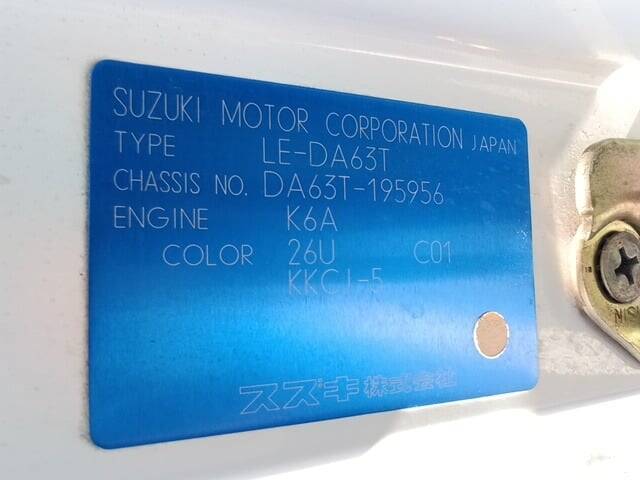 SUZUKI MOTOR CORPORATION JAPAN
TYPE LE-DA63T
CHASSIS NO. DA63T-195956
ENGINE K6A
COLOR 26U C01
KKCJ-5
スズキ株式会社